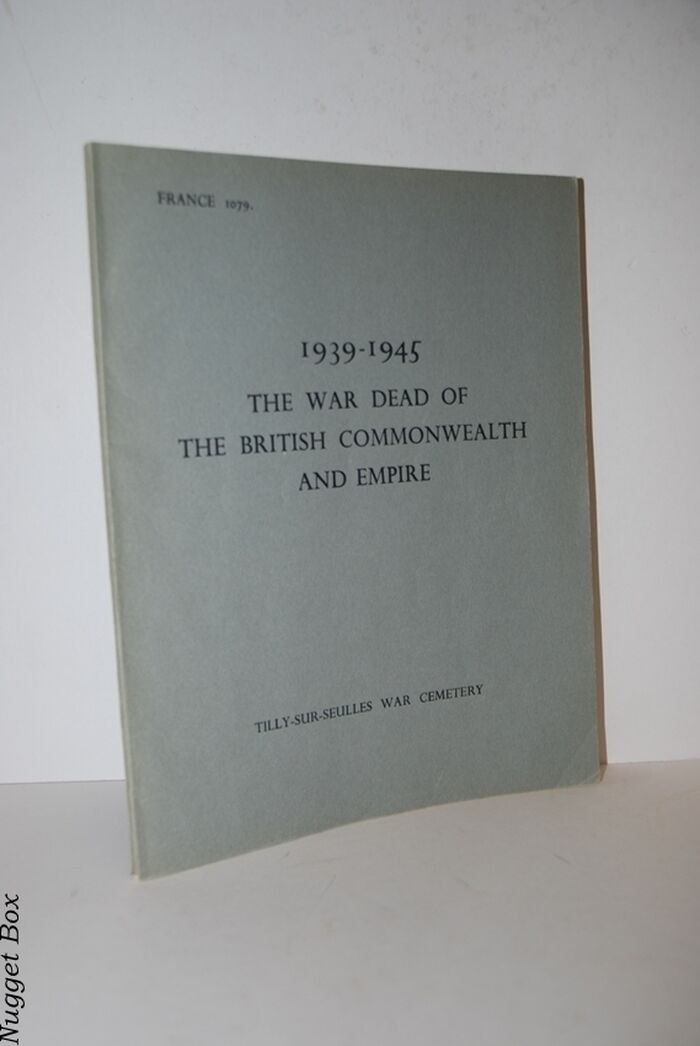 FRANCE 1079.
1939-1945
THE WAR DEAD OF
THE BRITISH COMMONWEALTH
AND EMPIRE
TILLY-SUR-SEULLES WAR CEMETERY
Nugget Box